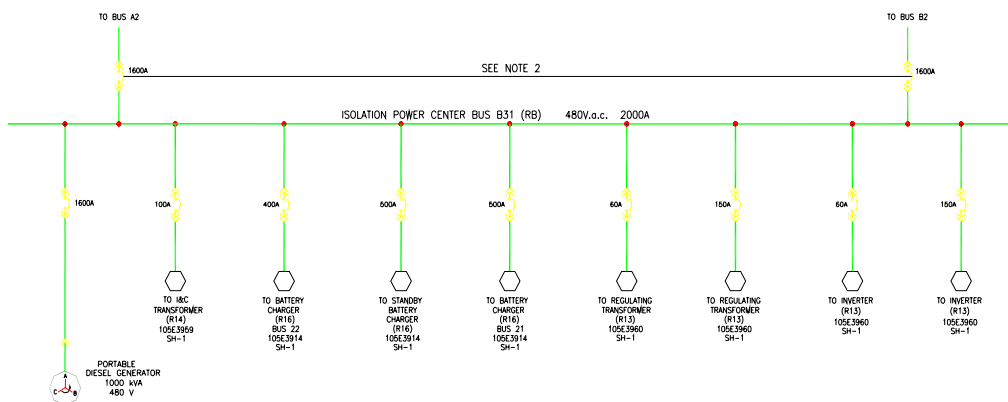 TO BUS A2
TO BUS B2
1600A
SEE NOTE 2
1600A
ISOLATION POWER CENTER BUS B31 (RB) 480V.a.c. 2000A
1600A
100A
400A
500A
500A
60A
150A
60A
150A
TO I&C
TRANSFORMER
(R14)
105E3959
SH-1
TO BATTERY
CHARGER
(R16)
BUS 22
105E3914
SH-1
TO STANDBY
BATTERY
CHARGER
(R16)
105E3914
SH-1
TO BATTERY
CHARGER
(R16)
BUS 21
105E3914
SH-1
TO REGULATING
TRANSFORMER
(R13)
105E3960
SH-1
TO REGULATING
TRANSFORMER
(R13)
105E3960
SH-1
TO INVERTER
(R13)
105E3960
SH-1
TO INVERTER
(R13)
105E3960
SH-1
PORTABLE
DIESEL GENERATOR
1000 kVA
480 V
A
C B